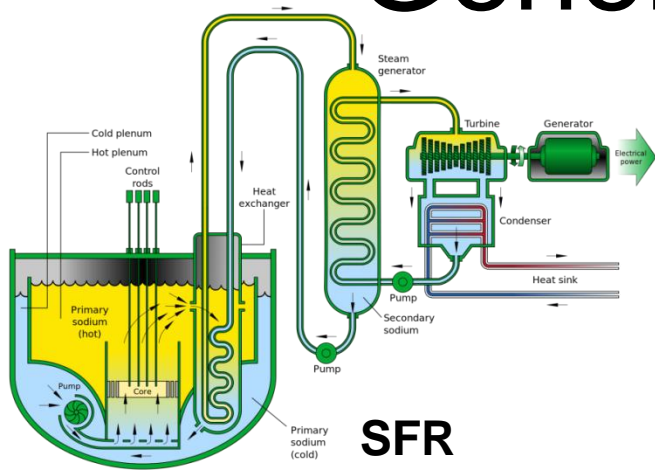 Steam
generator
Cold plenum
Hot plenum
Control
rods
Heat
exchanger
Turbine
Generator
Electrical
power
Condenser
Heat sink
Primary
sodium
(hot)
Pump
Secondary
sodium
Pump
Pump
Core
Primary
sodium
(cold)
SFR